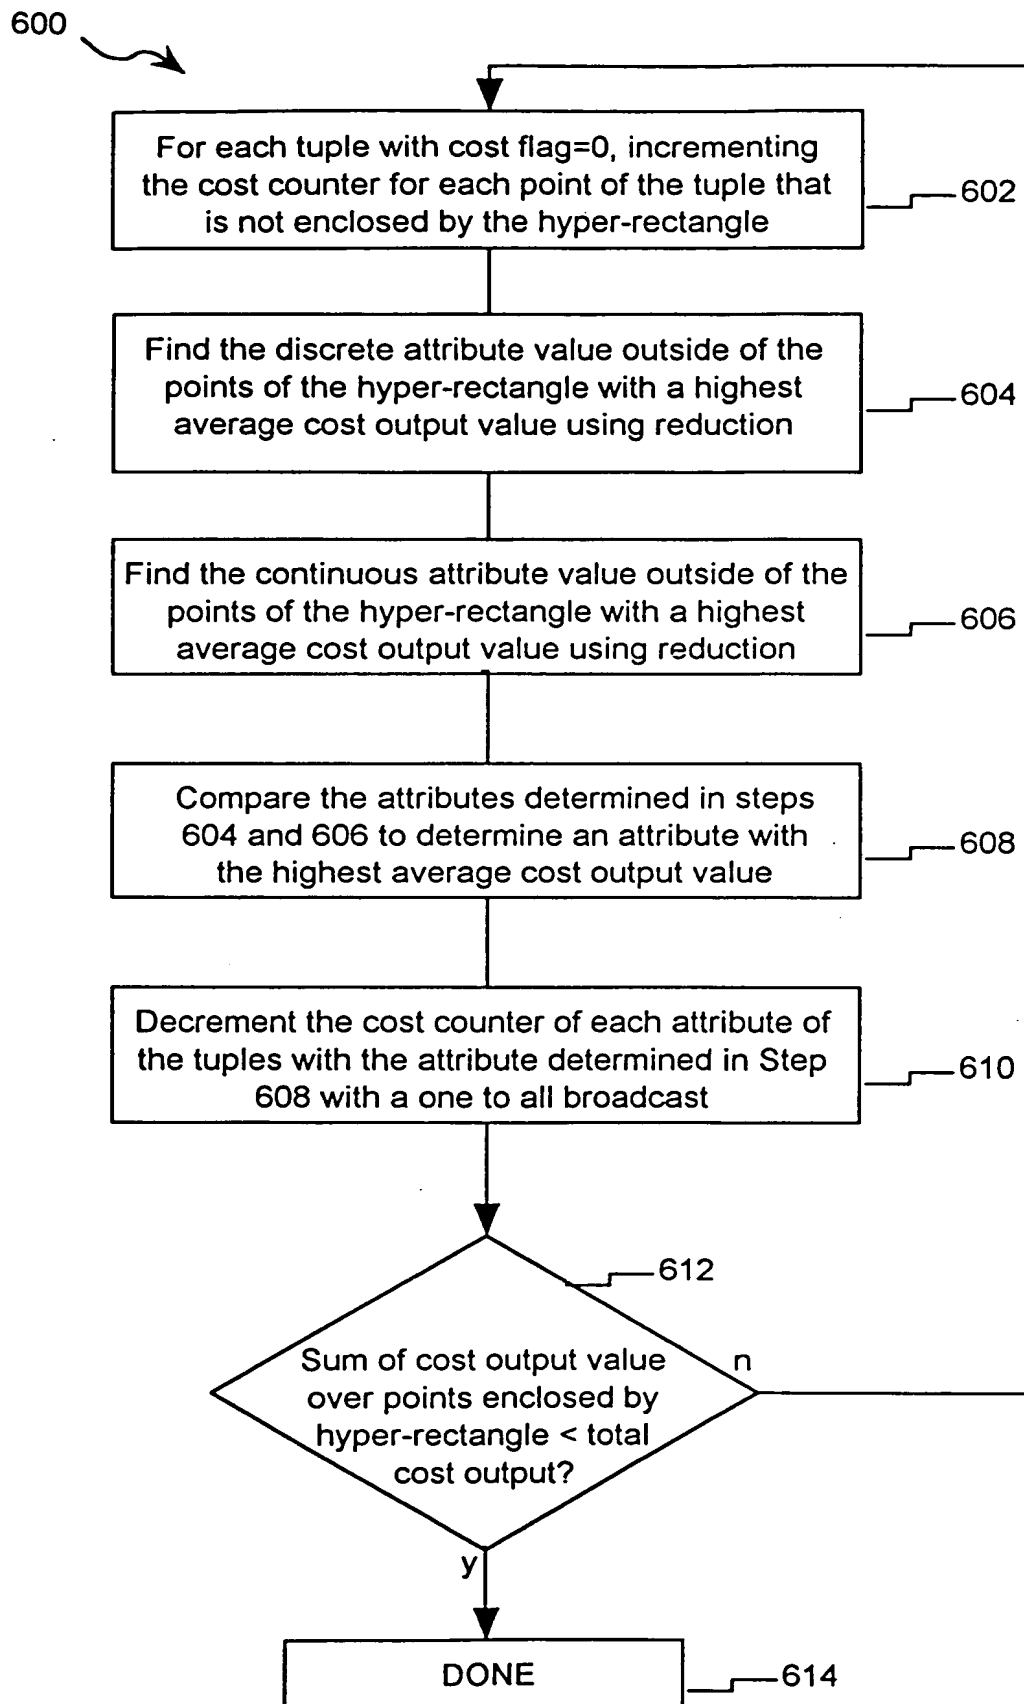 600
For each tuple with cost flag=0, incrementing
the cost counter for each point of the tuple that
is not enclosed by the hyper-rectangle
602
Find the discrete attribute value outside of the
points of the hyper-rectangle with a highest
average cost output value using reduction
604
Find the continuous attribute value outside of the
points of the hyper-rectangle with a highest
average cost output value using reduction
606
Compare the attributes determined in steps
604 and 606 to determine an attribute with
the highest average cost output value
608
Decrement the cost counter of each attribute of
the tuples with the attribute determined in Step
608 with a one to all broadcast
610
612
Sum of cost output value
over points enclosed by
hyper-rectangle < total
cost output?
n
y
DONE
614